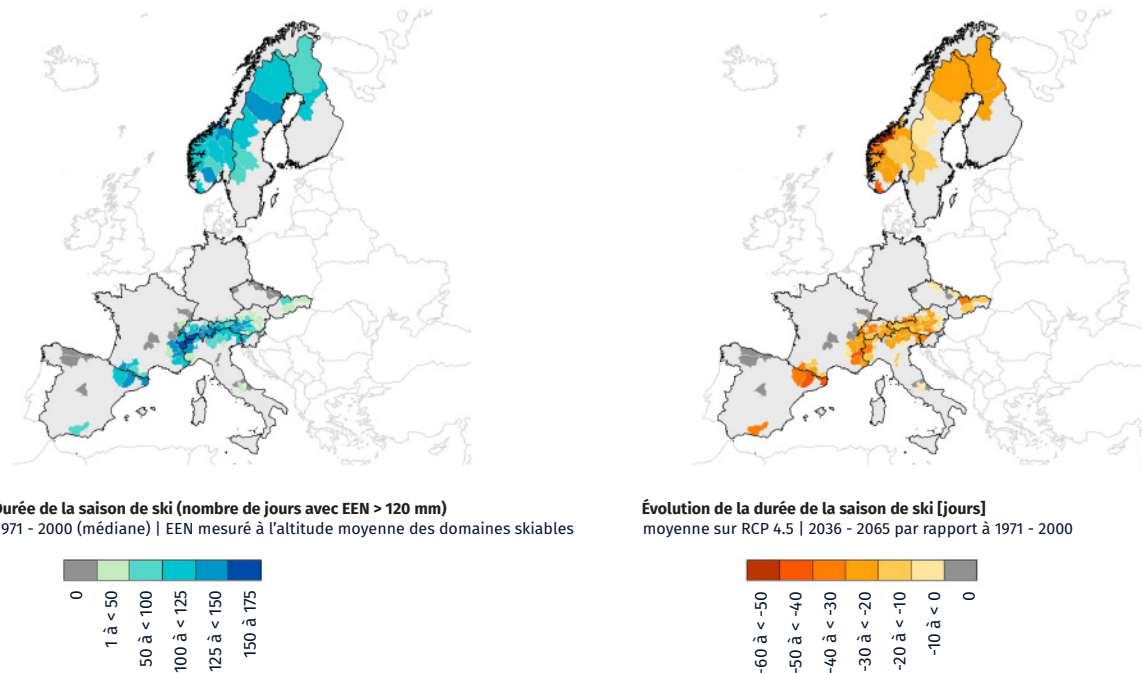 urée de la saison de ski (nombre de jours avec EEN > 120 mm)
971 - 2000 (médiane) | EEN mesuré à l'altitude moyenne des domaines skiables
0
1 à < 50
50 à < 100
100 à < 125
125 à < 150
150 à 175
Évolution de la durée de la saison de ski [jours]
moyenne sur RCP 4.5 | 2036 - 2065 par rapport à 1971 - 2000
-60 à < -50
-50 à < -40
-40 à < -30
-30 à < -20
-20 à < -10
-10 à < 0
0